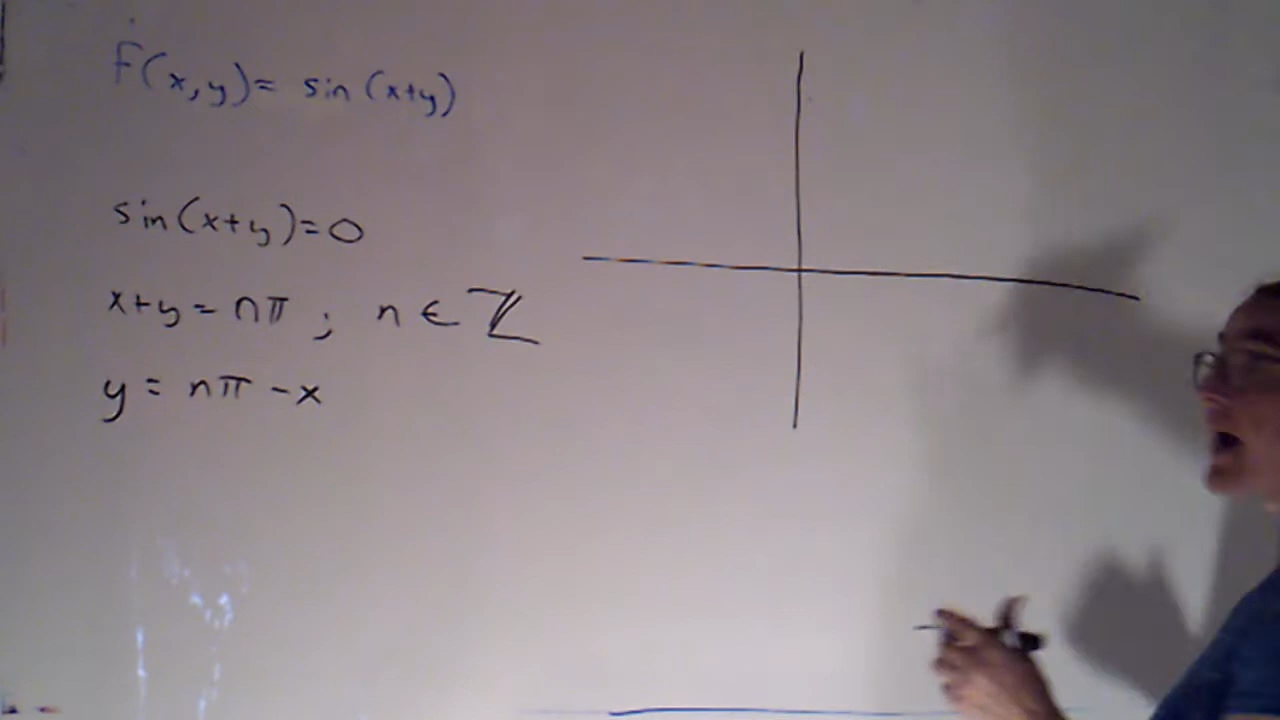 f(x,y)= sin(x+y)
sin(x+y)=0
x+y = nπ ; n ∈ ℤ
y = nπ - x